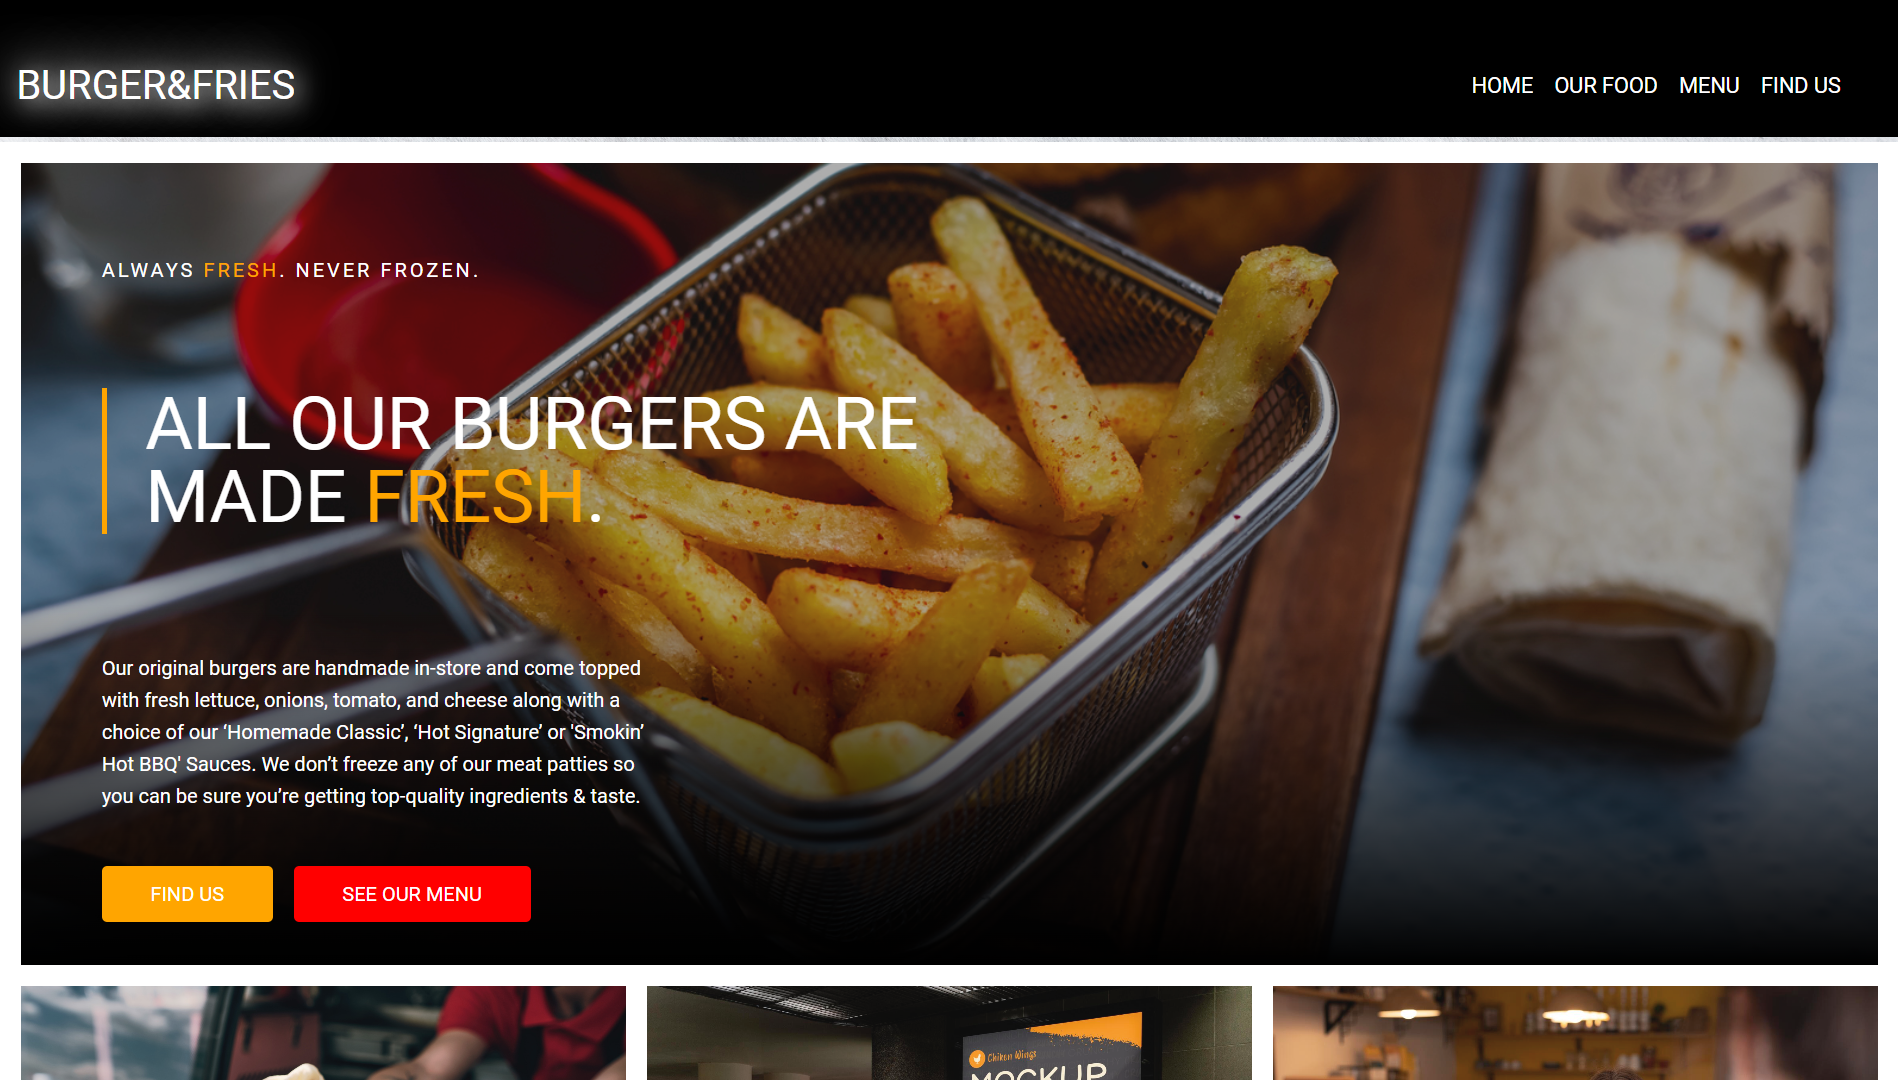 BURGER&FRIES
HOME OUR FOOD MENU FIND US
ALWAYS FRESH. NEVER FROZEN.
ALL OUR BURGERS ARE
MADE FRESH.
Our original burgers are handmade in-store and come topped
with fresh lettuce, onions, tomato, and cheese along with a
choice of our ‘Homemade Classic’, ‘Hot Signature’ or 'Smokin’
Hot BBQ' Sauces. We don’t freeze any of our meat patties so
you can be sure you’re getting top-quality ingredients & taste.
FIND US
SEE OUR MENU
Chiken Wings
MOCKUP